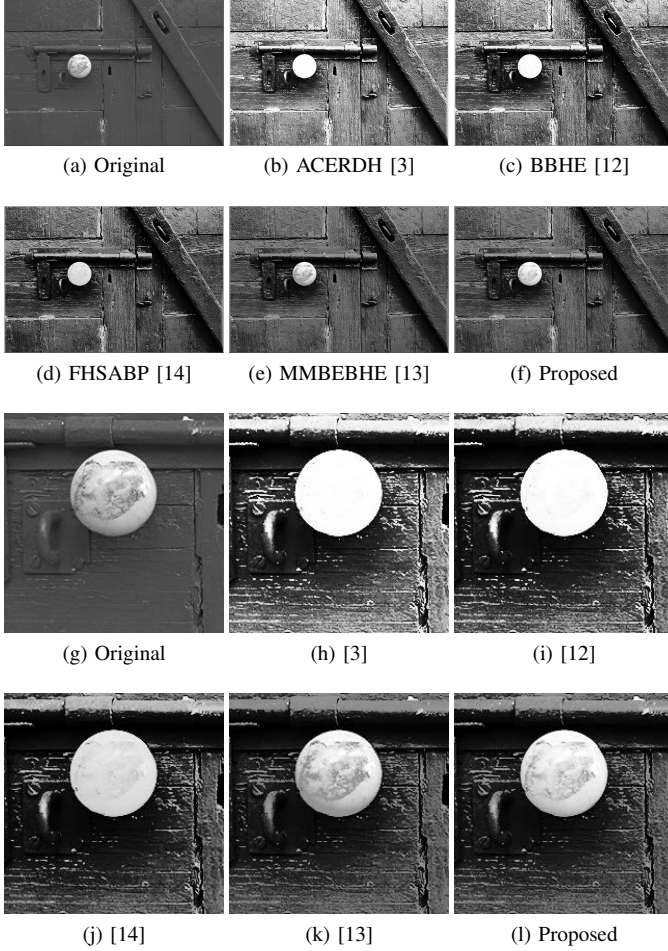 (a) Original (b) ACERDH [3] (c) BBHE [12]
(d) FHSABP [14] (e) MMBEBHE [13] (f) Proposed
(g) Original (h) [3] (i) [12]
(j) [14] (k) [13] (l) Proposed